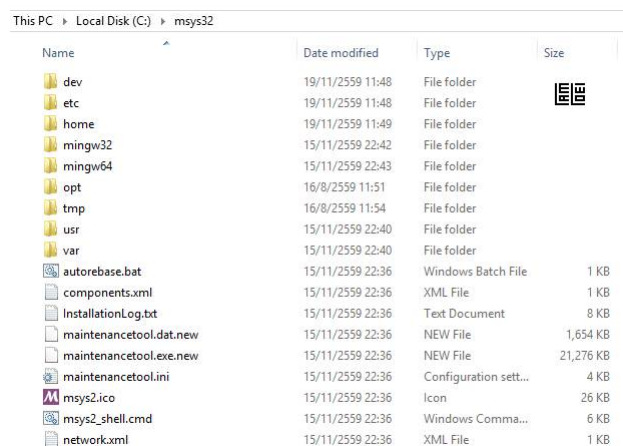 This PC Local Disk (C:) msys32
Name Date modified Type Size
dev 19/11/2559 11:48 File folder
etc 19/11/2559 11:48 File folder
home 19/11/2559 11:49 File folder
mingw32 15/11/2559 22:42 File folder
mingw64 15/11/2559 22:43 File folder
opt 16/8/2559 11:51 File folder
tmp 16/8/2559 11:54 File folder
usr 15/11/2559 22:40 File folder
var 15/11/2559 22:40 File folder
autorebase.bat 15/11/2559 22:36 Windows Batch File 1 KB
components.xml 15/11/2559 22:36 XML File 1 KB
InstallationLog.txt 15/11/2559 22:36 Text Document 8 KB
maintenancetool.dat.new 15/11/2559 22:36 NEW File 1,654 KB
maintenancetool.exe.new 15/11/2559 22:36 NEW File 21,276 KB
maintenancetool.ini 15/11/2559 22:36 Configuration sett... 4 KB
msys2.ico 15/11/2559 22:36 Icon 26 KB
msys2_shell.cmd 15/11/2559 22:36 Windows Comma... 6 KB
network.xml 15/11/2559 22:36 XML File 1 KB